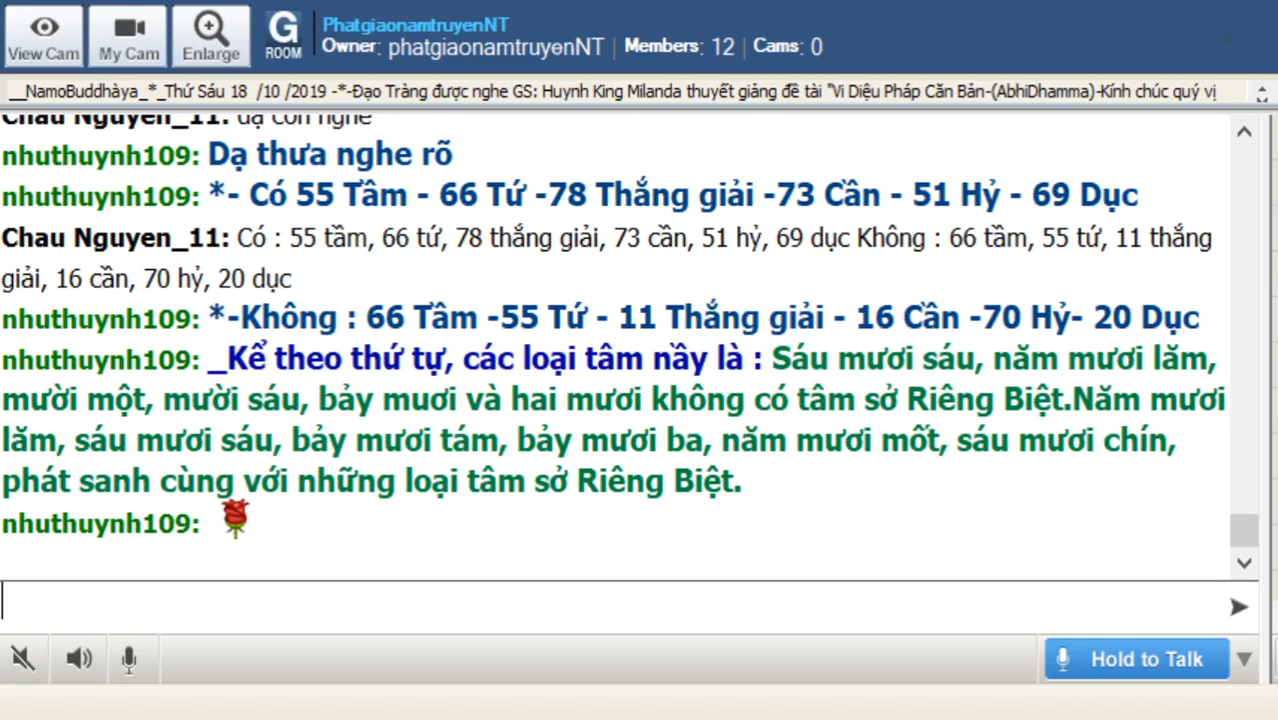 PhatgiaonamtruyenNT
View Cam My Cam Enlarge G ROOM Owner: phatgiaonamtruyenNT | Members: 12 | Cams: 0
__NamoBuddhàya_*_Thứ Sáu 18 /10 /2019 -*-Đạo Tràng được nghe GS: Huynh King Milanda thuyết giảng đề tài "Vi Diệu Pháp Căn Bản-(AbhiDhamma)-Kính chúc quý vị
Chau Nguyen_11: dạ con nghe
nhuthuynh109: Dạ thưa nghe rõ
nhuthuynh109: *- Có 55 Tầm - 66 Tứ -78 Thắng giải -73 Cần - 51 Hỷ - 69 Dục
Chau Nguyen_11: Có : 55 tầm, 66 tứ, 78 thắng giải, 73 cần, 51 hỷ, 69 dục Không : 66 tầm, 55 tứ, 11 thắng
giải, 16 cần, 70 hỷ, 20 dục
nhuthuynh109: *-Không : 66 Tầm -55 Tứ - 11 Thắng giải - 16 Cần -70 Hỷ- 20 Dục
nhuthuynh109: _Kể theo thứ tự, các loại tâm nầy là : Sáu mươi sáu, năm mươi lăm,
mười một, mười sáu, bảy mươi và hai mươi không có tâm sở Riêng Biệt.Năm mươi
lăm, sáu mươi sáu, bảy mươi tám, bảy mươi ba, năm mươi mốt, sáu mươi chín,
phát sanh cùng với những loại tâm sở Riêng Biệt.
nhuthuynh109:
Hold to Talk